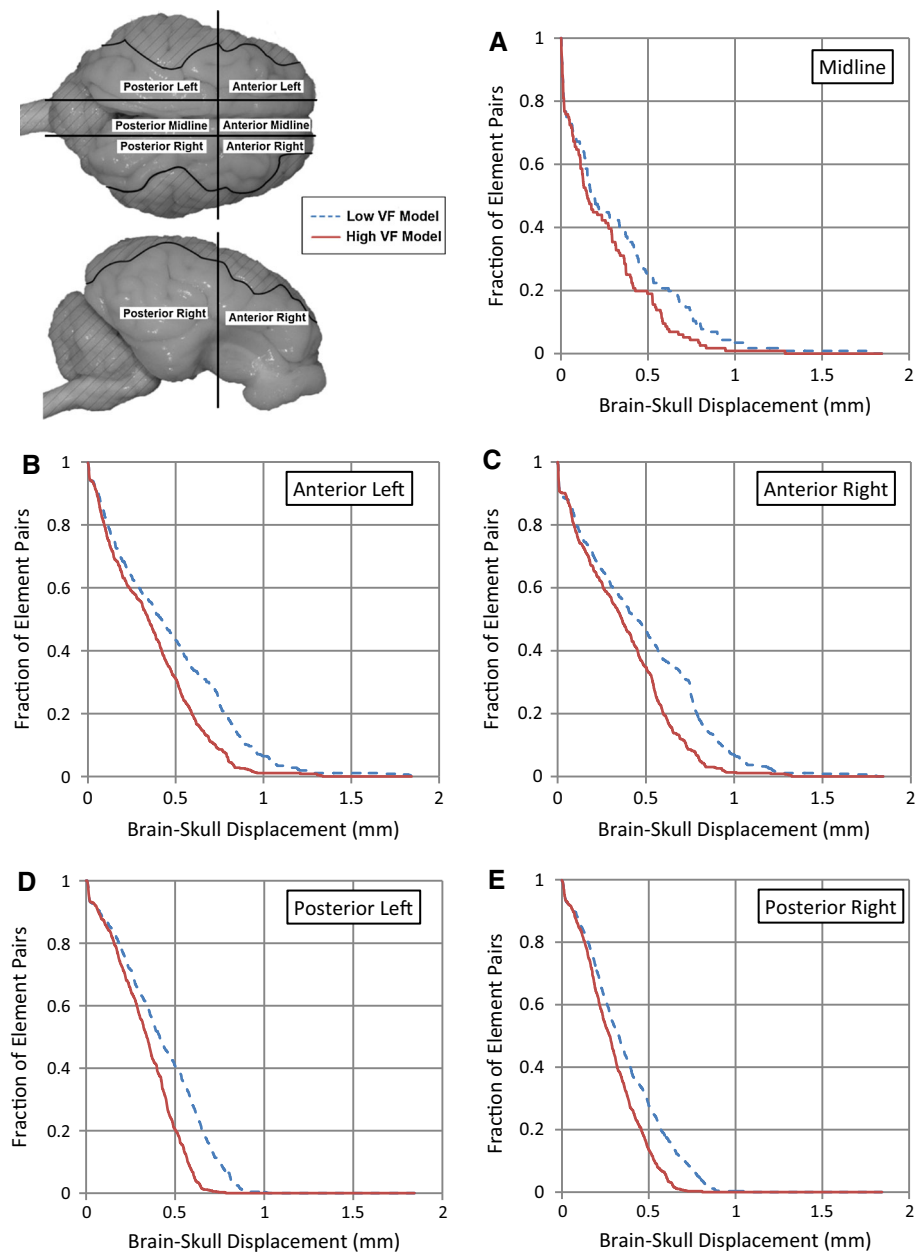 Posterior Left
Anterior Left
Posterior Midline
Anterior Midline
Posterior Right
Anterior Right
Low VF Model
High VF Model
Posterior Right
Anterior Right
A
Midline
Fraction of Element Pairs
1
0.8
0.6
0.4
0.2
0
0
0.5
1
1.5
2
Brain-Skull Displacement (mm)
B
Anterior Left
Fraction of Element Pairs
1
0.8
0.6
0.4
0.2
0
0
0.5
1
1.5
2
Brain-Skull Displacement (mm)
C
Anterior Right
Fraction of Element Pairs
1
0.8
0.6
0.4
0.2
0
0
0.5
1
1.5
2
Brain-Skull Displacement (mm)
D
Posterior Left
Fraction of Element Pairs
1
0.8
0.6
0.4
0.2
0
0
0.5
1
1.5
2
Brain-Skull Displacement (mm)
E
Posterior Right
Fraction of Element Pairs
1
0.8
0.6
0.4
0.2
0
0
0.5
1
1.5
2
Brain-Skull Displacement (mm)